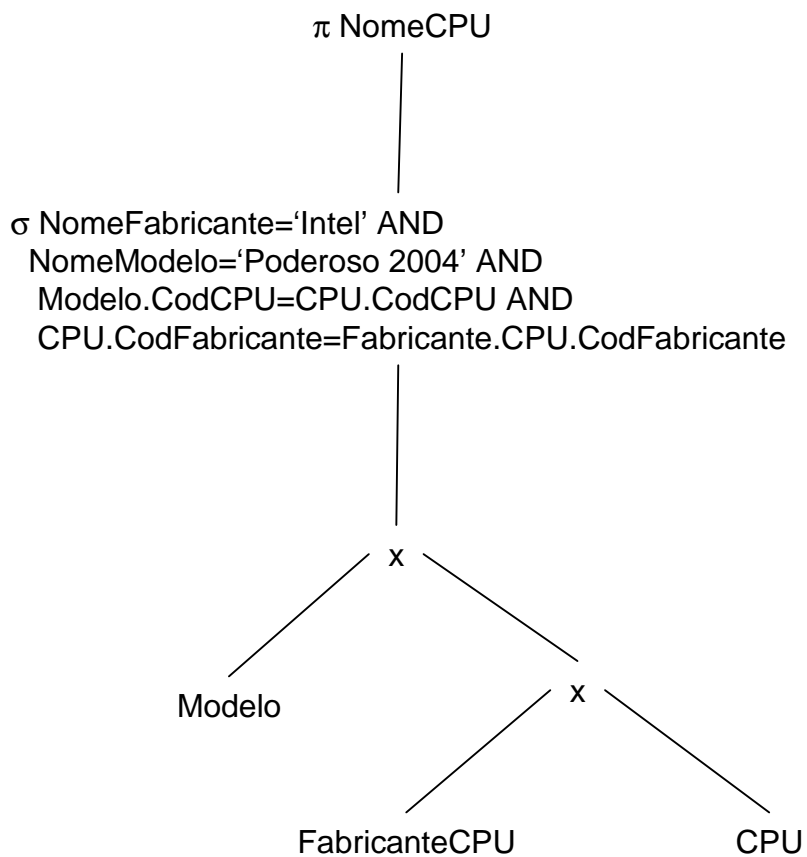 π NomeCPU
σ NomeFabricante=‘Intel’ AND
NomeModelo=‘Poderoso 2004’ AND
Modelo.CodCPU=CPU.CodCPU AND
CPU.CodFabricante=Fabricante.CPU.CodFabricante
x
Modelo
x
FabricanteCPU
CPU